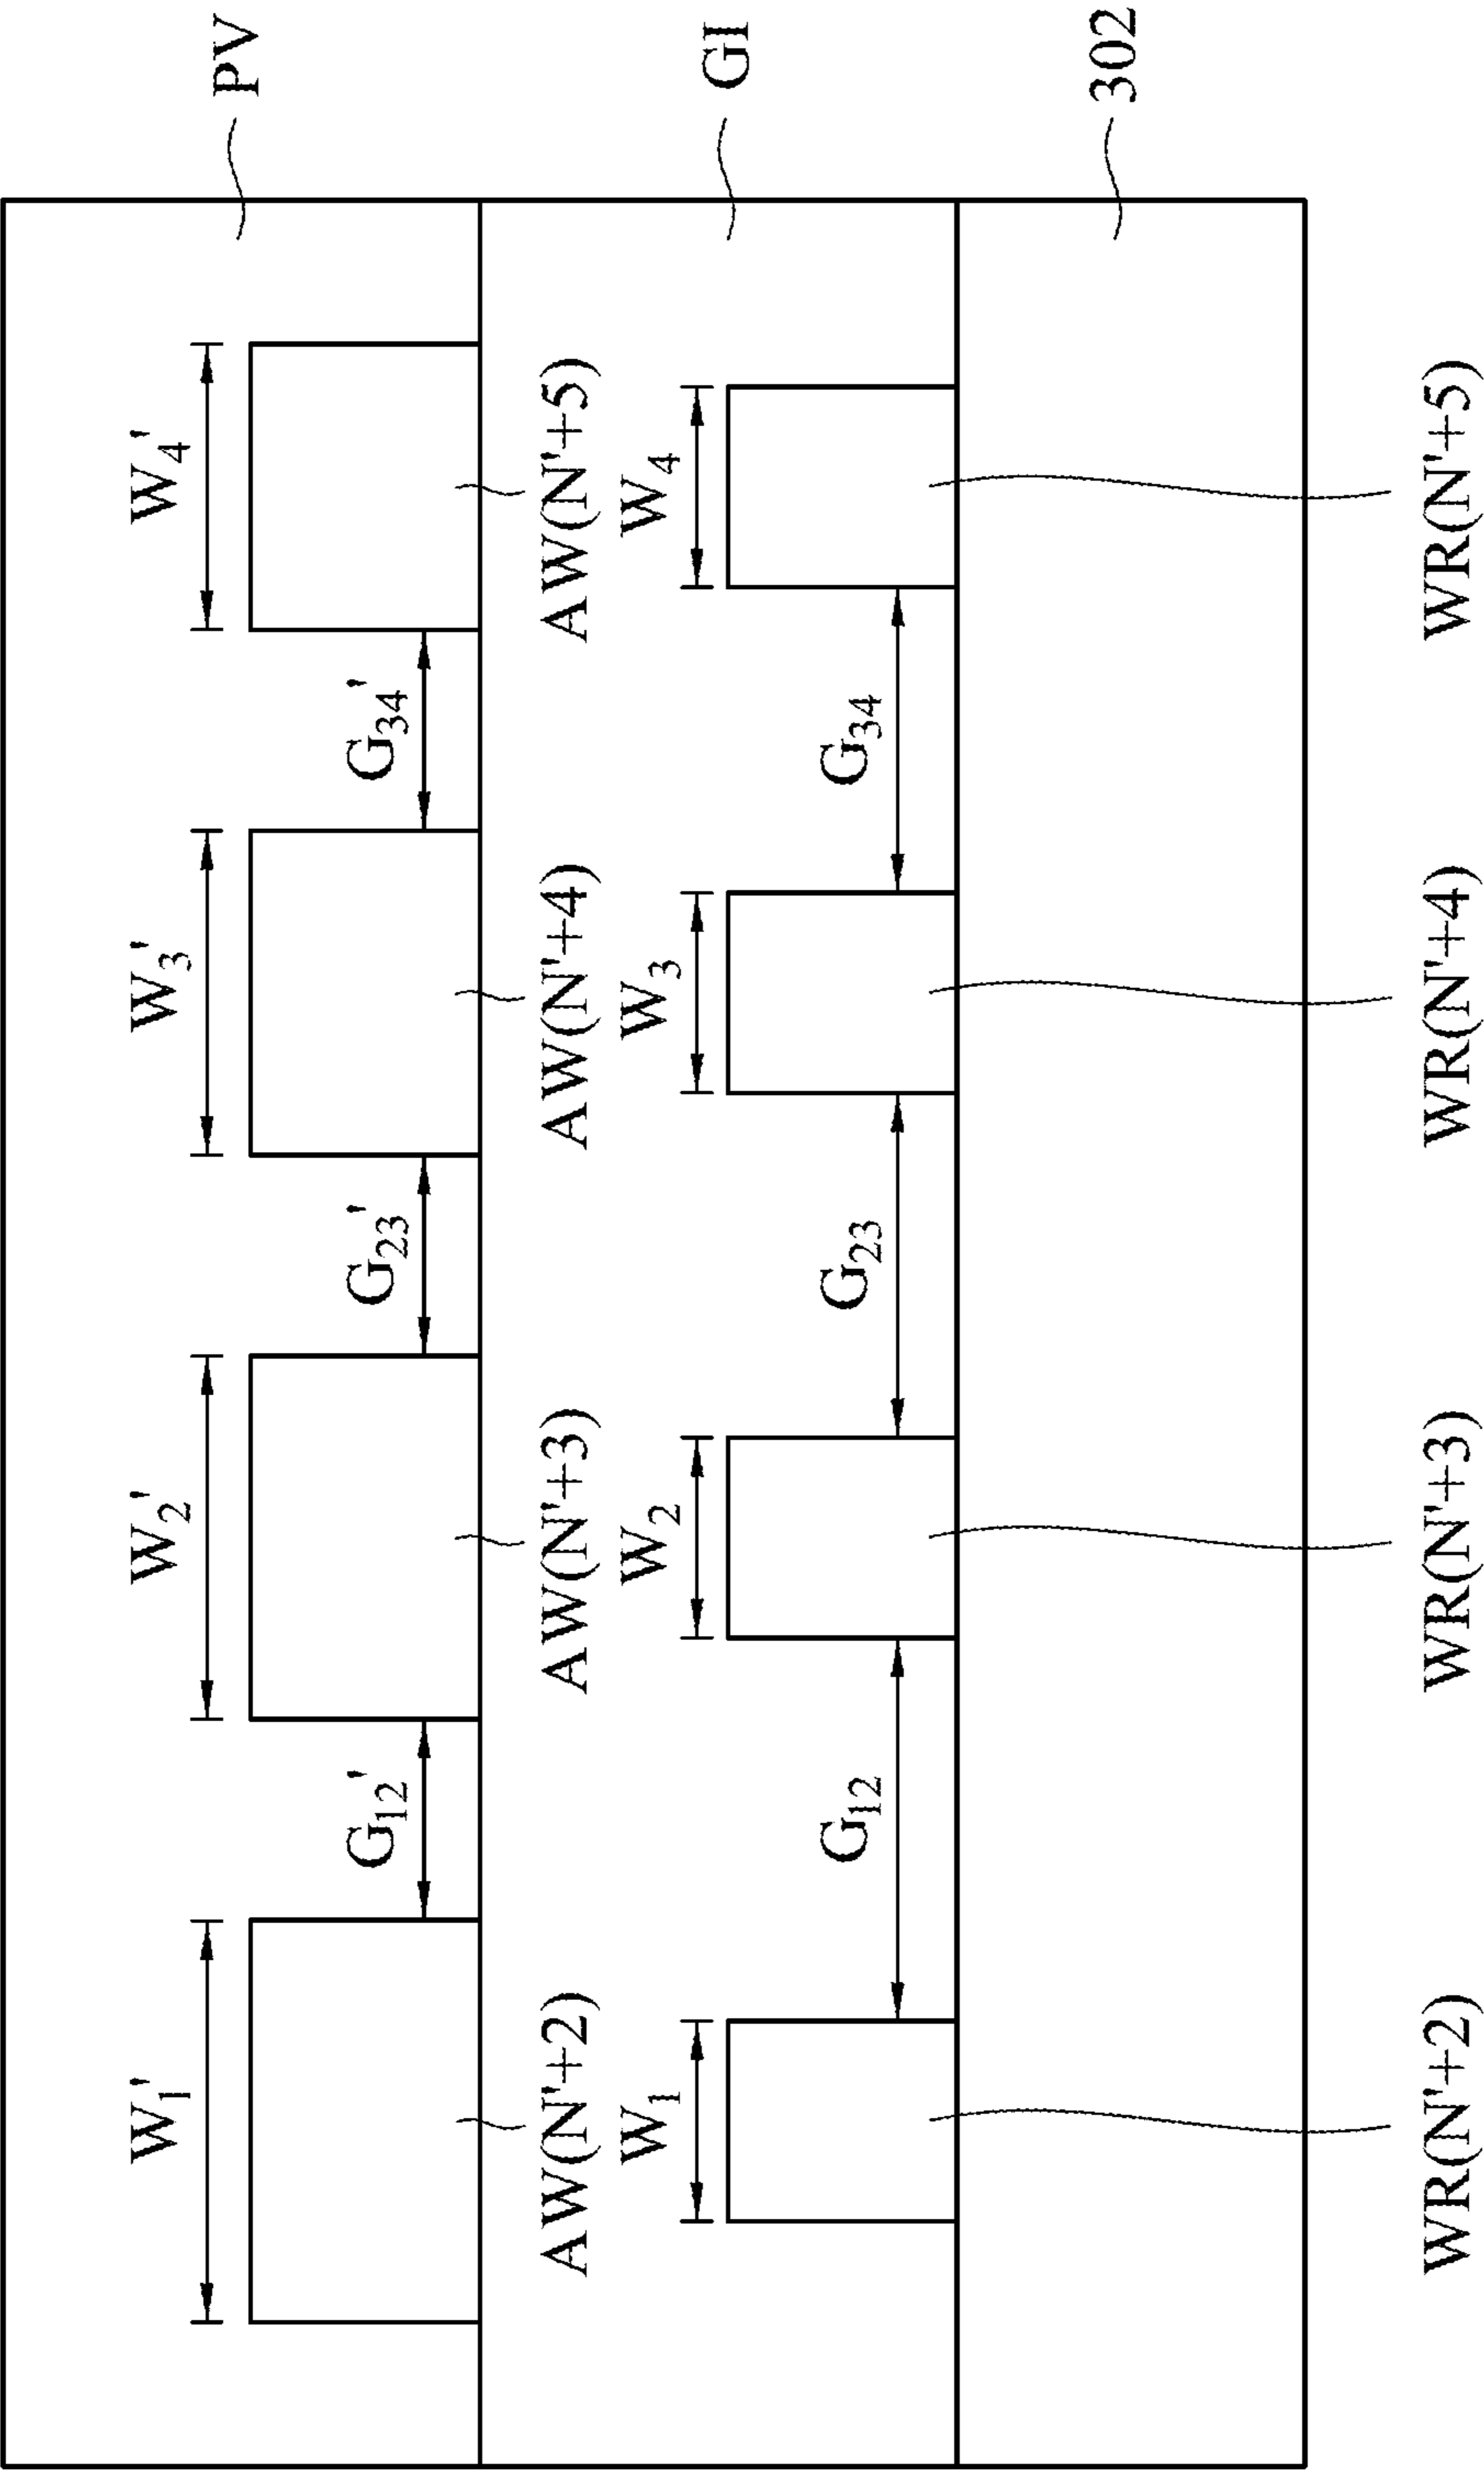 W1' W2' W3' W4' PV
G12' G23' G34'
AW(N'+2) AW(N'+3) AW(N'+4) AW(N'+5)
W1 W2 W3 W4 GI
G12 G23 G34
302
WR(N'+2) WR(N'+3) WR(N'+4) WR(N'+5)